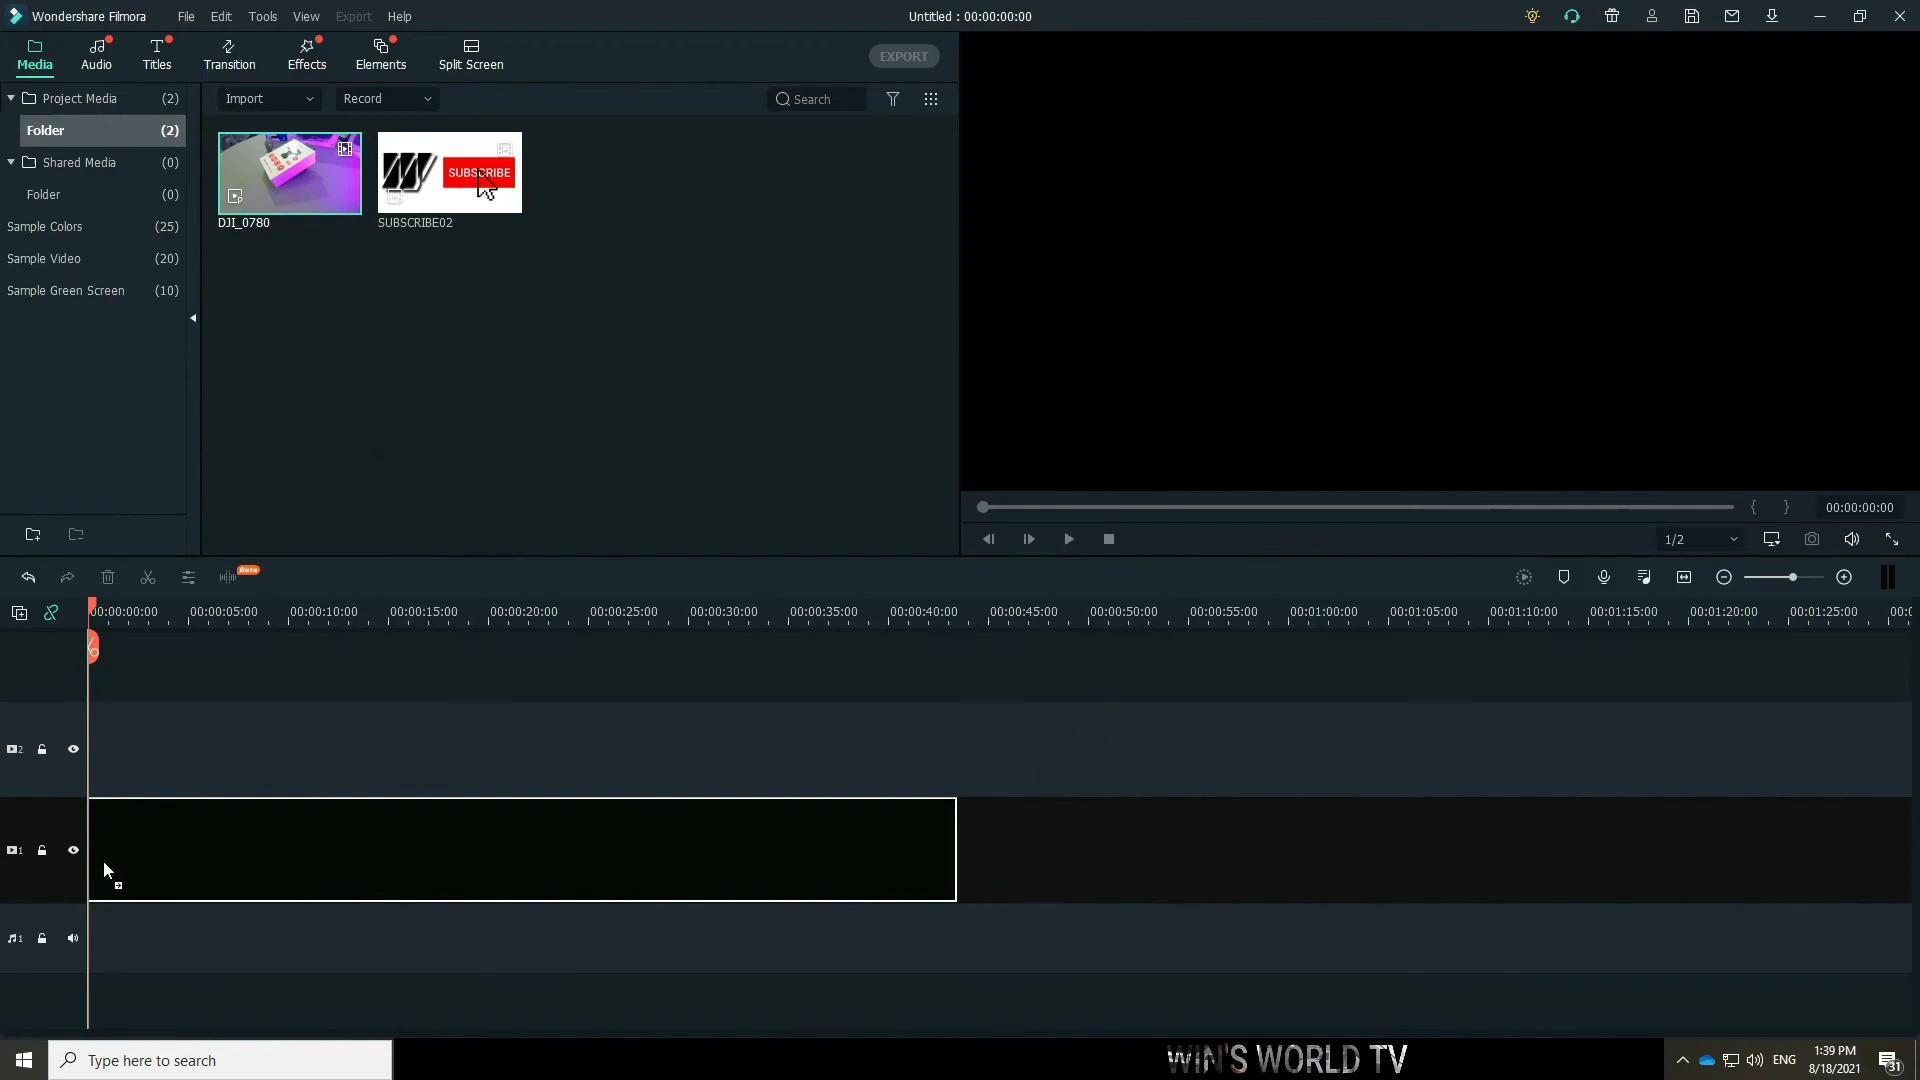 Wondershare Filmora File Edit Tools View Export Help Untitled : 00:00:00:00
Media Audio Titles Transition Effects Elements Split Screen EXPORT
Project Media (2) Import Record Search
Folder (2)
Shared Media (0)
Folder (0)
Sample Colors (25)
Sample Video (20)
Sample Green Screen (10)
SUBSCRIBE
DJI_0780 SUBSCRIBE02
{ } 00:00:00:00
1/2
Beta
00:00:00:00 00:00:05:00 00:00:10:00 00:00:15:00 00:00:20:00 00:00:25:00 00:00:30:00 00:00:35:00 00:00:40:00 00:00:45:00 00:00:50:00 00:00:55:00 00:01:00:00 00:01:05:00 00:01:10:00 00:01:15:00 00:01:20:00 00:01:25:00
2
1
1
Type here to search WIN'S WORLD TV ENG 1:39 PM
8/18/2021 31